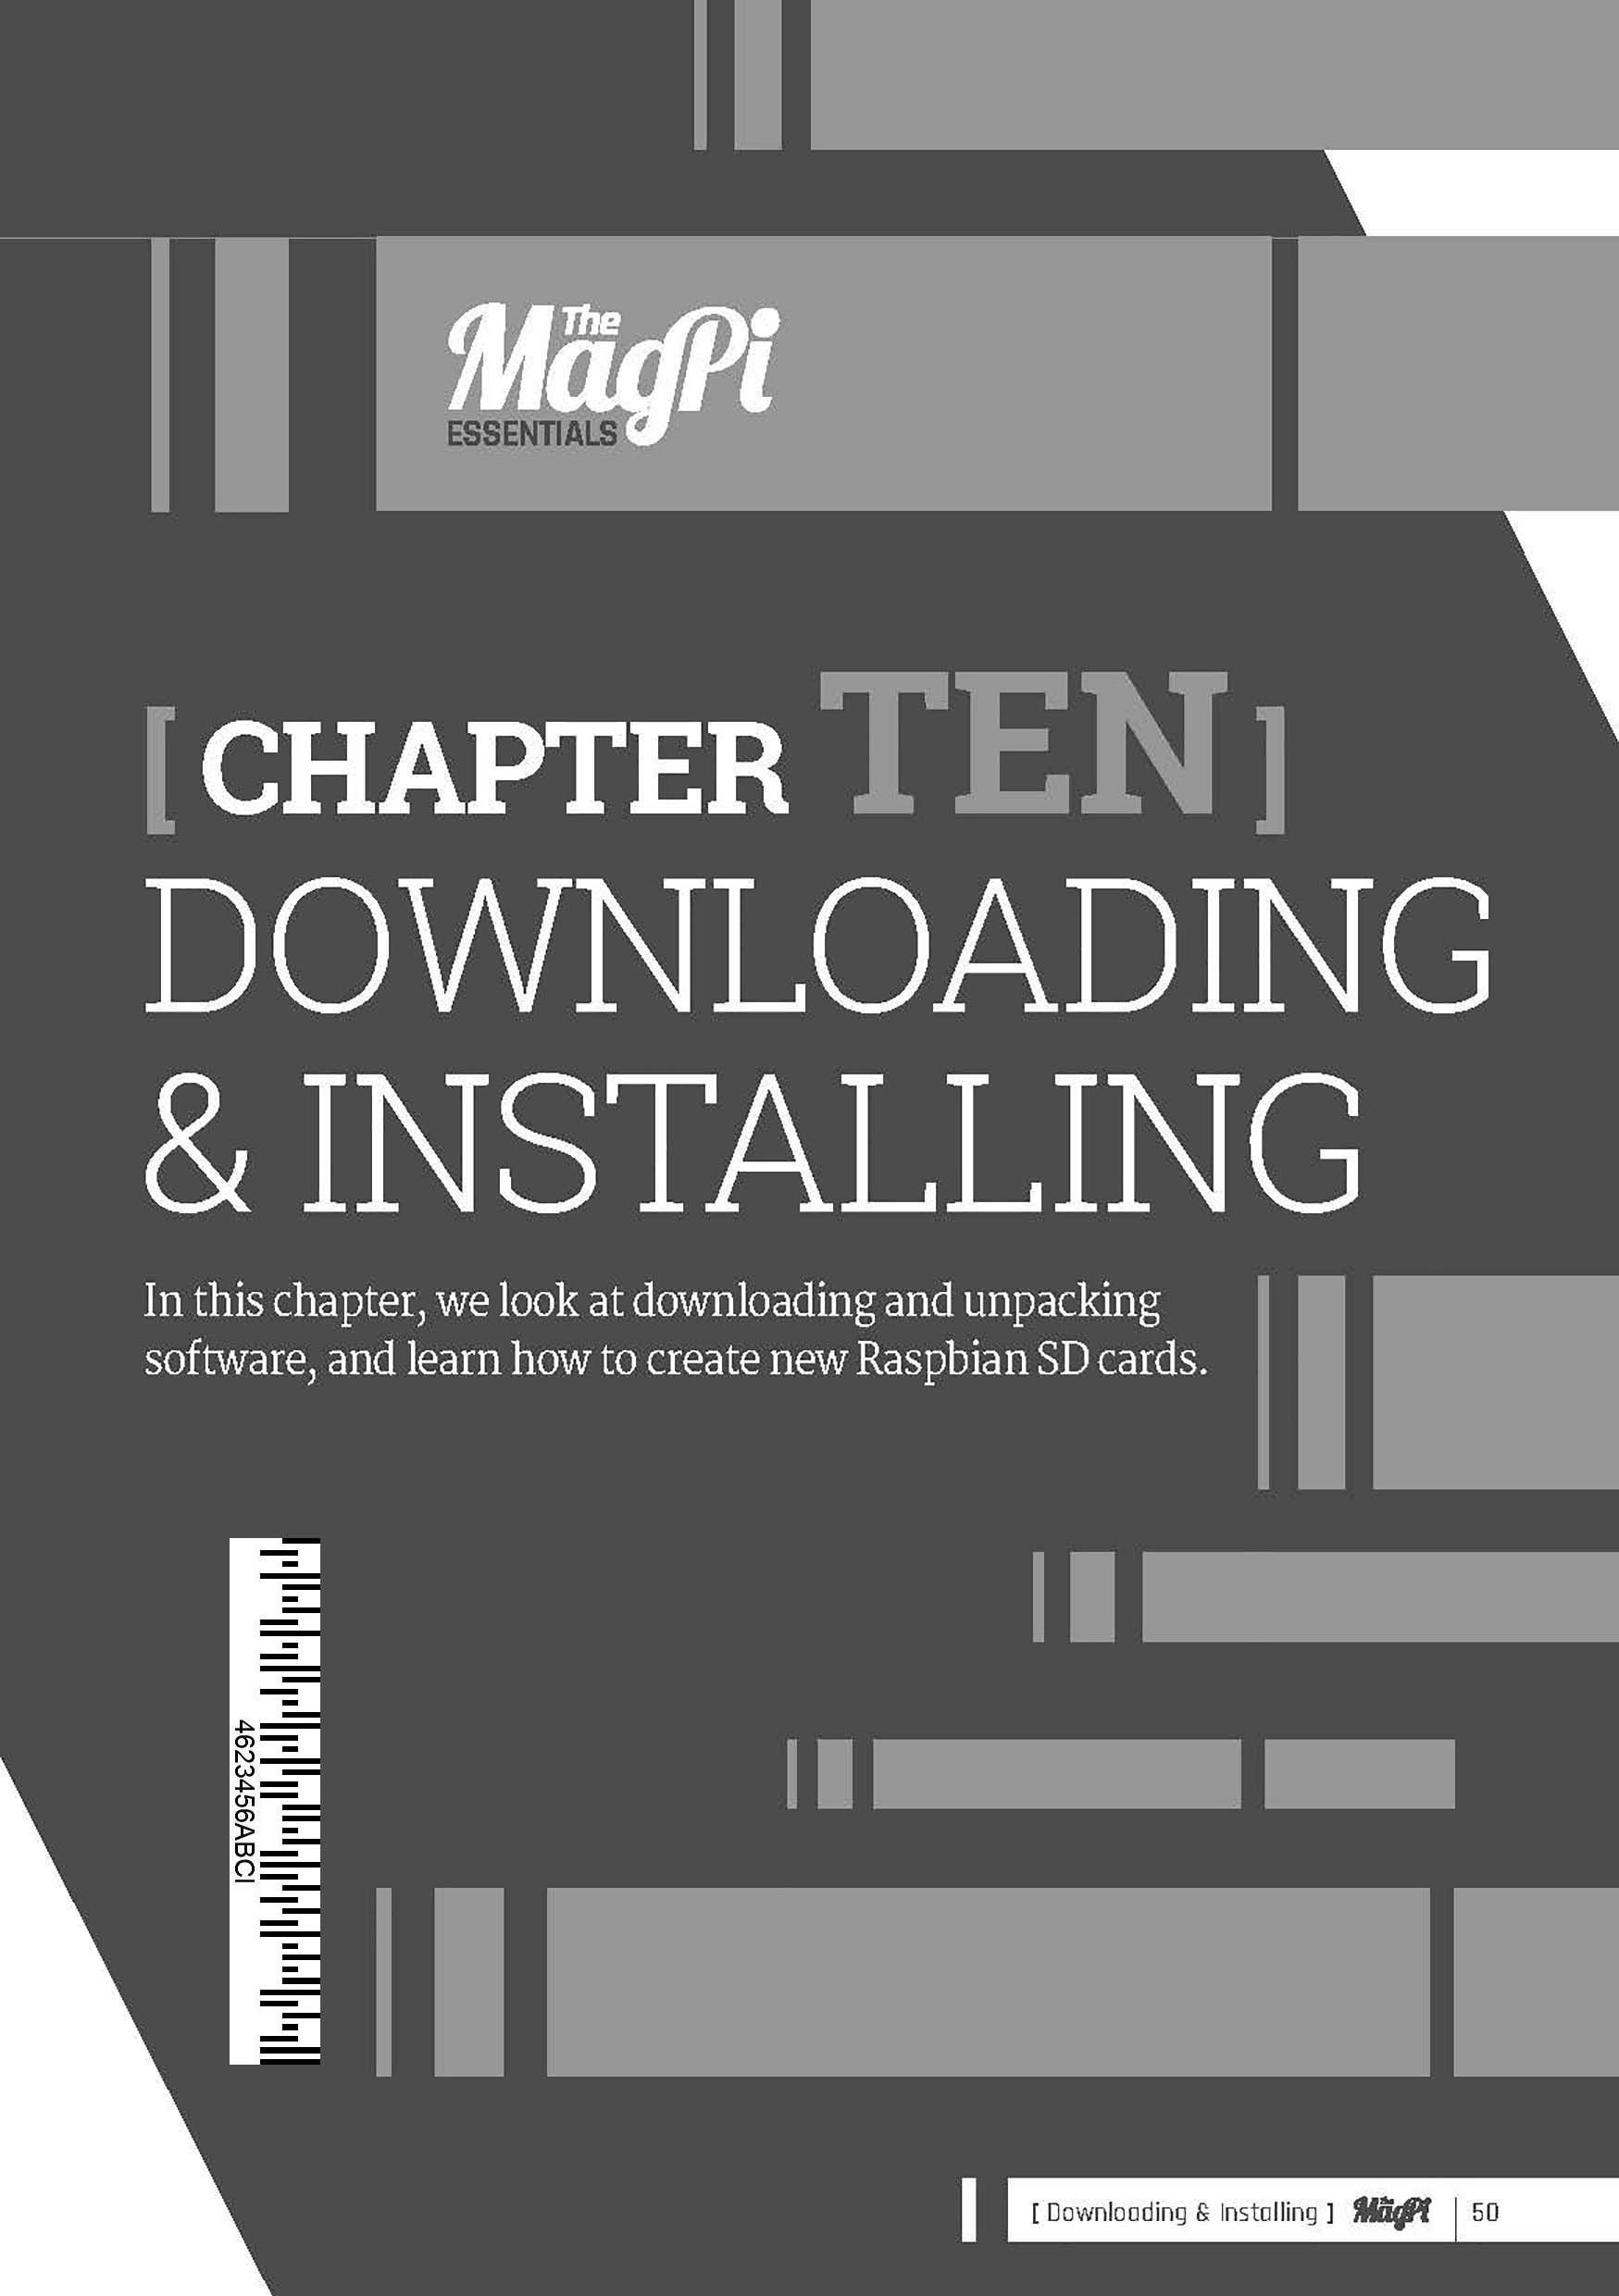 The
MagPi
ESSENTIALS
[ CHAPTER TEN ]
DOWNLOADING
& INSTALLING
In this chapter, we look at downloading and unpacking
software, and learn how to create new Raspbian SD cards.
4623456ABCI
[ Downloading & Installing ] The MagPi 50